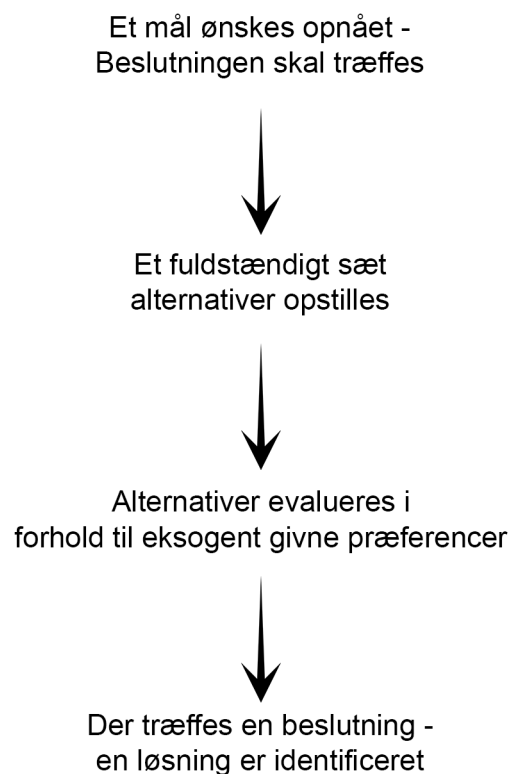 Et mål ønskes opnået -
Beslutningen skal træffes
Et fuldstændigt sæt
alternativer opstilles
Alternativer evalueres i
forhold til eksogent givne præferencer
Der træffes en beslutning -
en løsning er identificeret